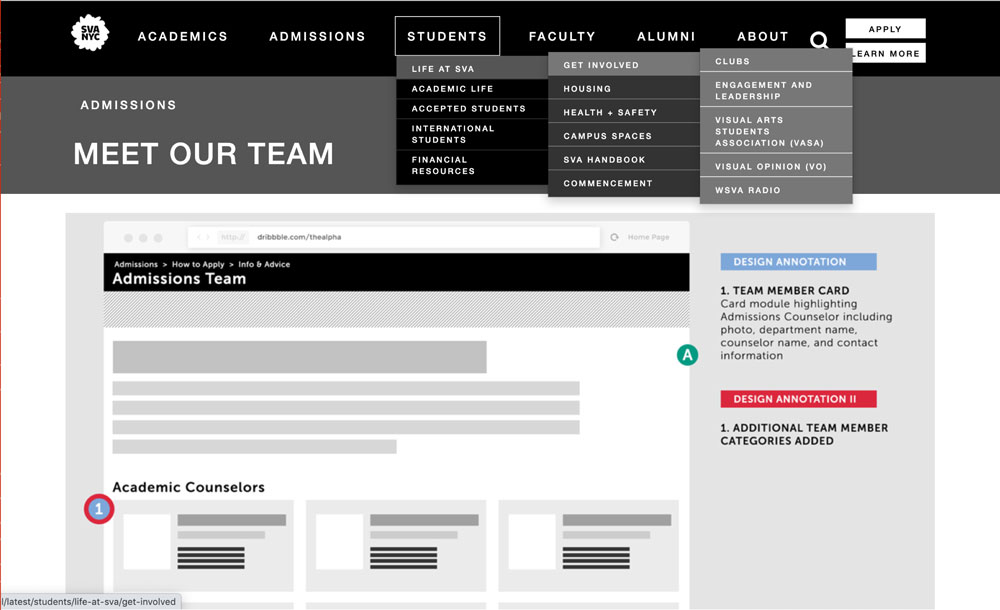 SVA
NYC
ACADEMICS
ADMISSIONS
STUDENTS
FACULTY
ALUMNI
ABOUT
APPLY
LEARN MORE
LIFE AT SVA
ACADEMIC LIFE
ACCEPTED STUDENTS
INTERNATIONAL
STUDENTS
FINANCIAL
RESOURCES
GET INVOLVED
HOUSING
HEALTH + SAFETY
CAMPUS SPACES
SVA HANDBOOK
COMMENCEMENT
CLUBS
ENGAGEMENT AND
LEADERSHIP
VISUAL ARTS
STUDENTS
ASSOCIATION (VASA)
VISUAL OPINION (VO)
WSVA RADIO
ADMISSIONS
MEET OUR TEAM
http:// dribbble.com/thealpha
Home Page
Admissions > How to Apply > Info & Advice
Admissions Team
A
Academic Counselors
1
DESIGN ANNOTATION
1. TEAM MEMBER CARD
Card module highlighting
Admissions Counselor including
photo, department name,
counselor name, and contact
information
DESIGN ANNOTATION II
1. ADDITIONAL TEAM MEMBER
CATEGORIES ADDED
l/latest/students/life-at-sva/get-involved